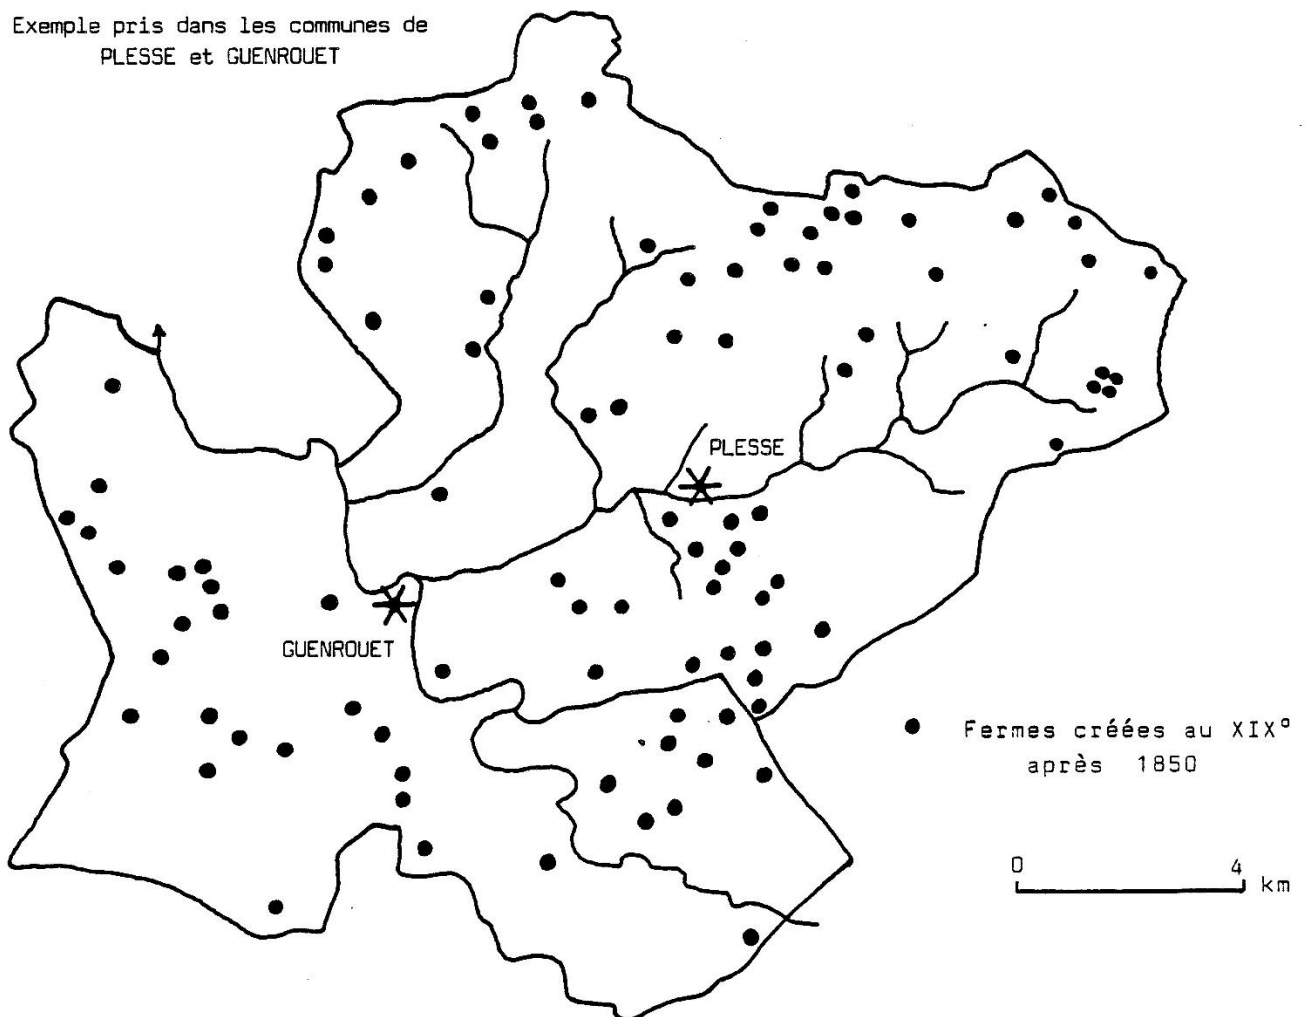 Exemple pris dans les communes de
PLESSE et GUENROUET
PLESSE
GUENROUET
Fermes créées au XIX°
après 1850
0 4 km